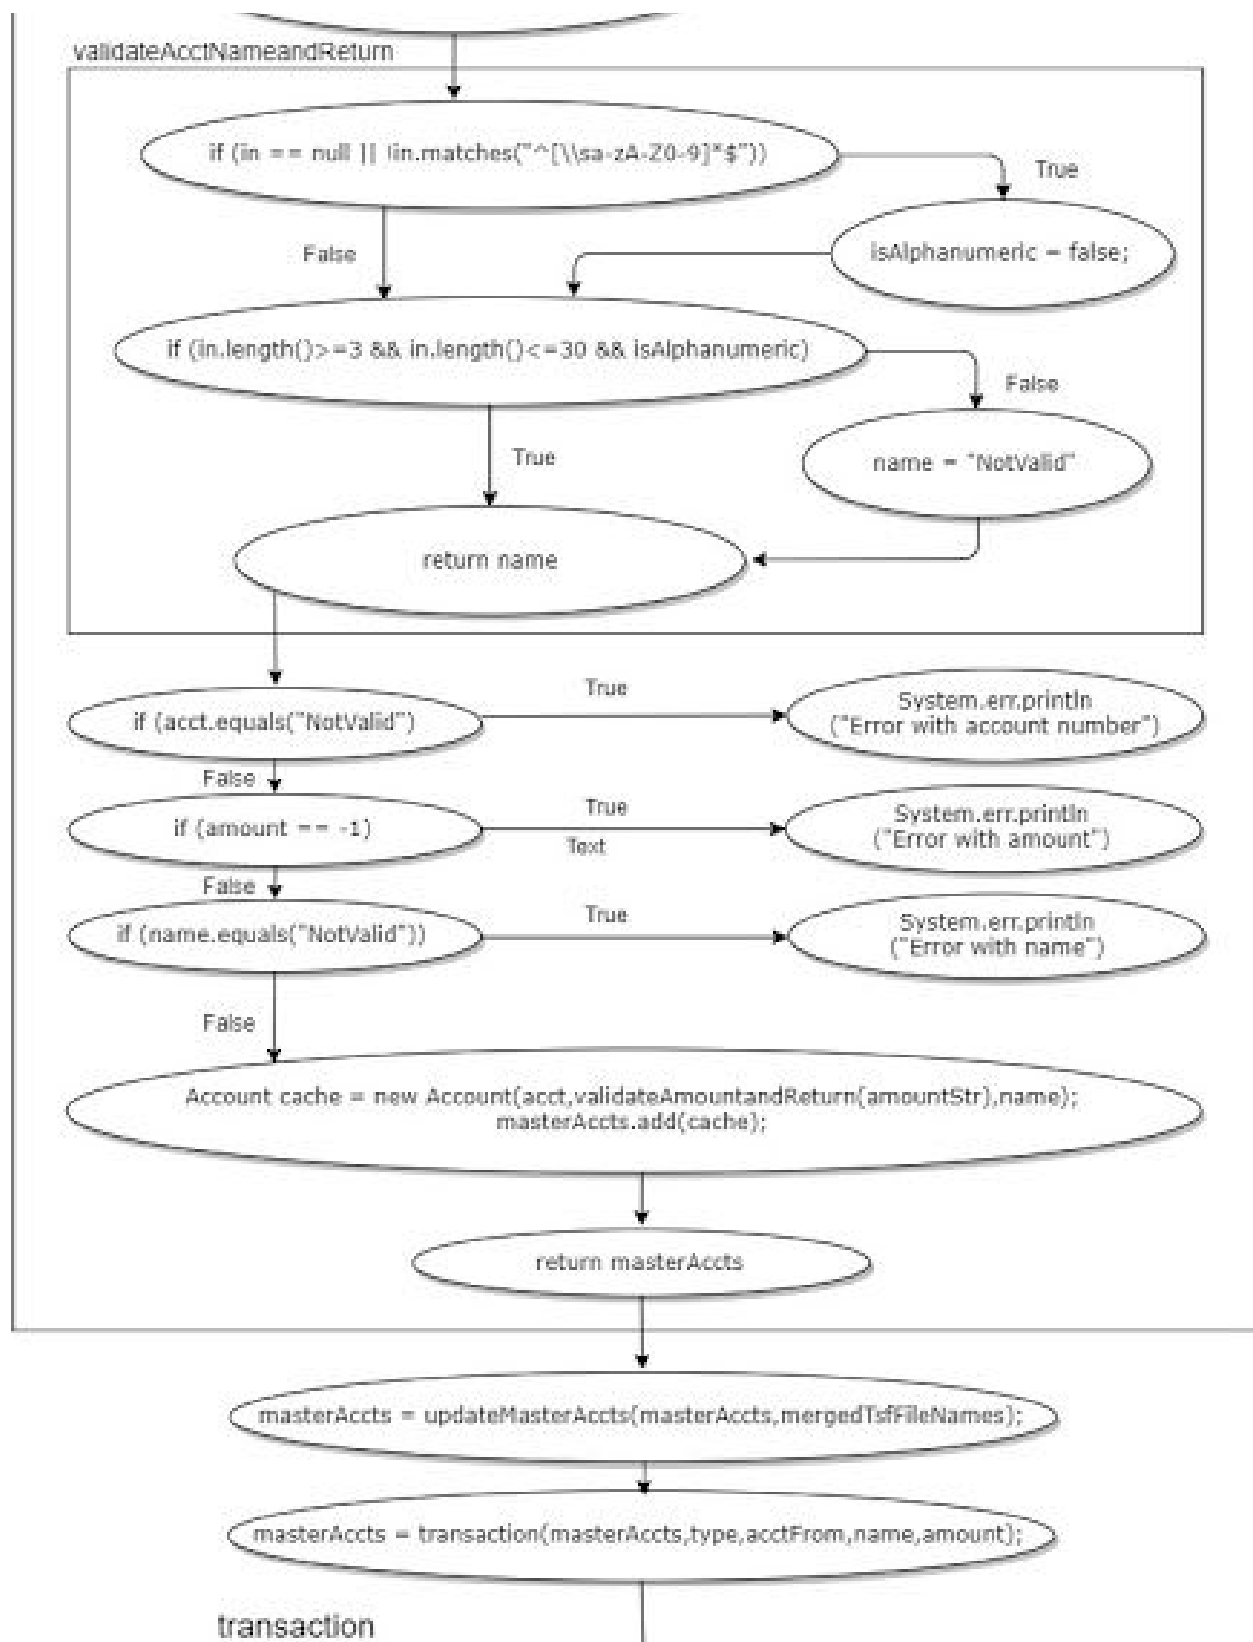 validateAcctNameandReturn
if (in == null || !in.matches("^[\\sa-zA-Z0-9]*$"))
True
False
isAlphanumeric = false;
if (in.length()>=3 && in.length()<=30 && isAlphanumeric)
False
True
name = "NotValid"
return name
if (acct.equals("NotValid")
True
System.err.println
("Error with account number")
False
if (amount == -1)
True
Text
System.err.println
("Error with amount")
False
if (name.equals("NotValid"))
True
System.err.println
("Error with name")
False
Account cache = new Account(acct,validateAmountandReturn(amountStr),name);
masterAccts.add(cache);
return masterAccts
masterAccts = updateMasterAccts(masterAccts,mergedTsfFileNames);
masterAccts = transaction(masterAccts,type,acctFrom,name,amount);
transaction